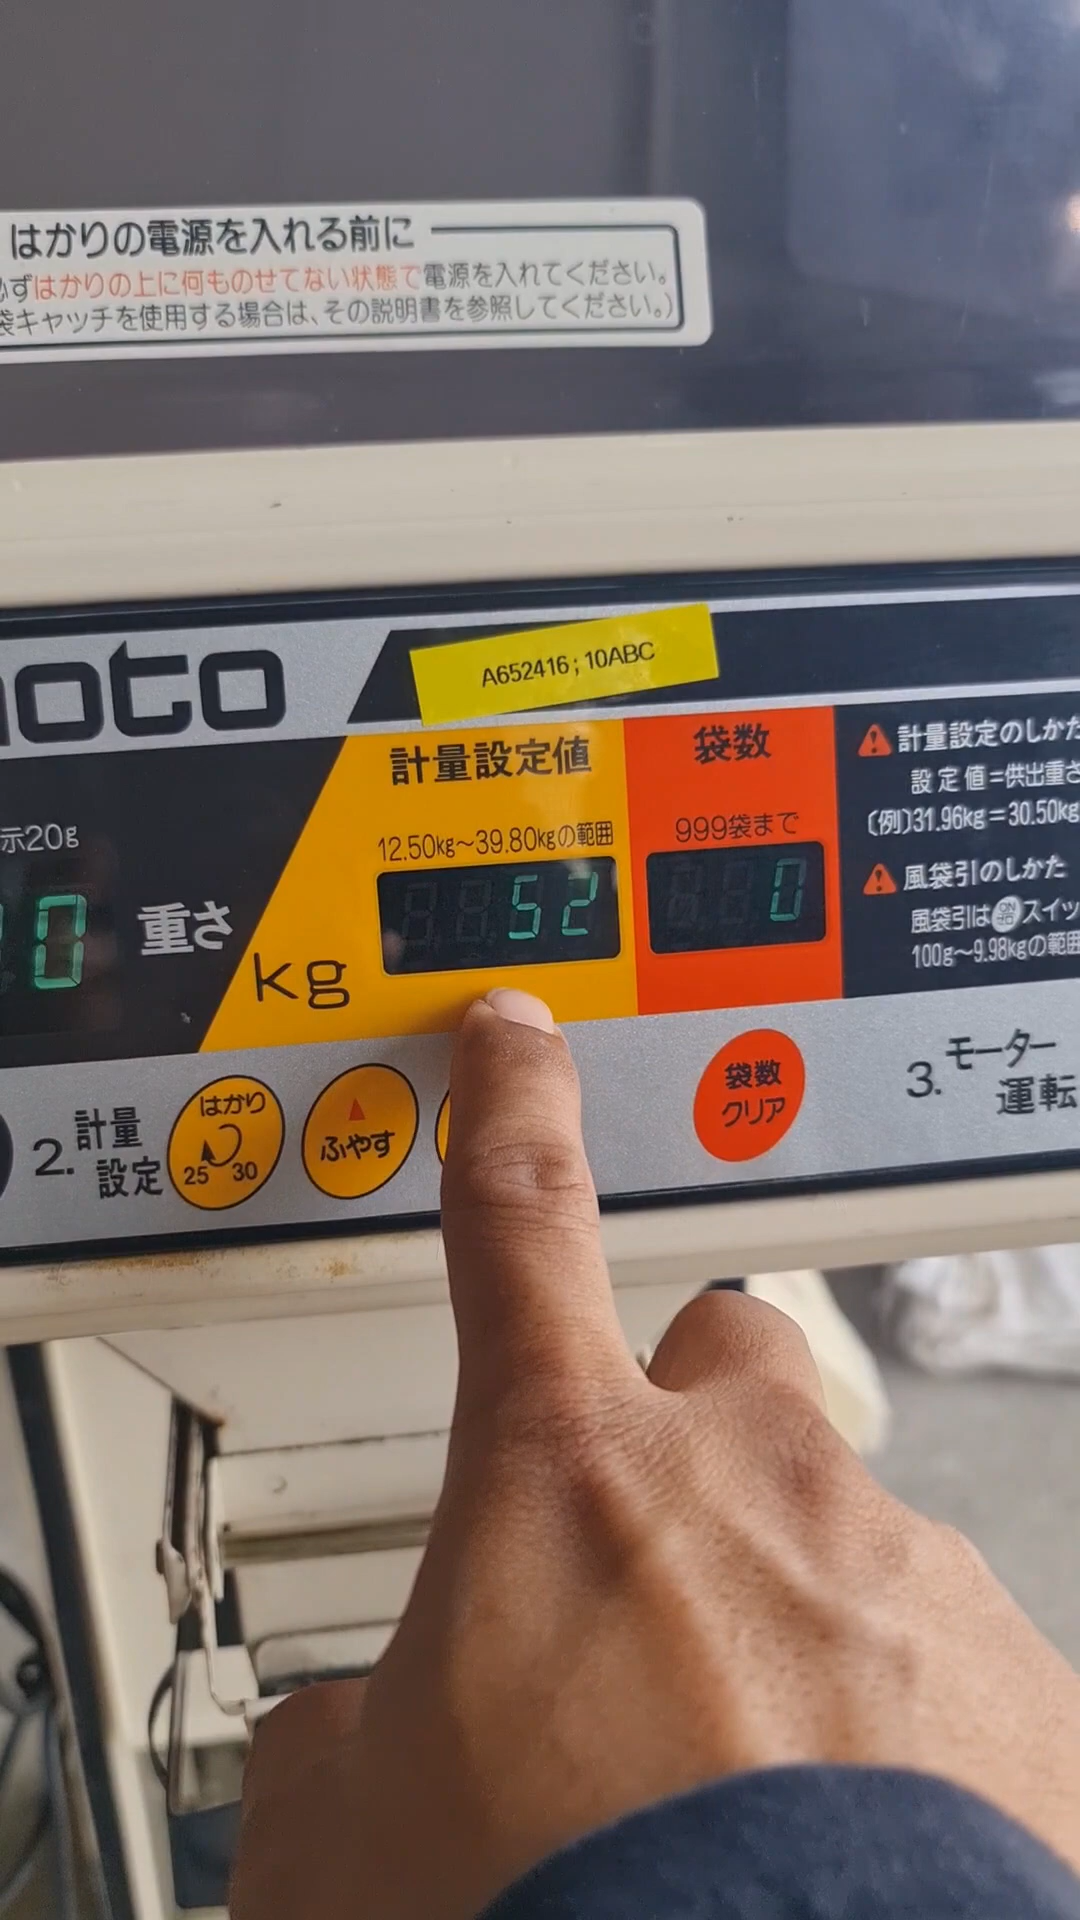 はかりの電源を入れる前に
必ずはかりの上に何ものせてない状態で電源を入れてください。
袋キャッチを使用する場合は、その説明書を参照してください。)
noto
A652416 ; 10ABC
示20g
0
重さ
kg
計量設定値
12.50kg～39.80kgの範囲
52
袋数
999袋まで
0
計量設定のしかた
設定値=供出重さ
〔例〕31.96kg=30.50kg
風袋引のしかた
風袋引は ON →0← スイッ
100g～9.98kgの範囲
2. 計量設定
はかり
25 30
ふやす
袋数
クリア
3. モーター
運転